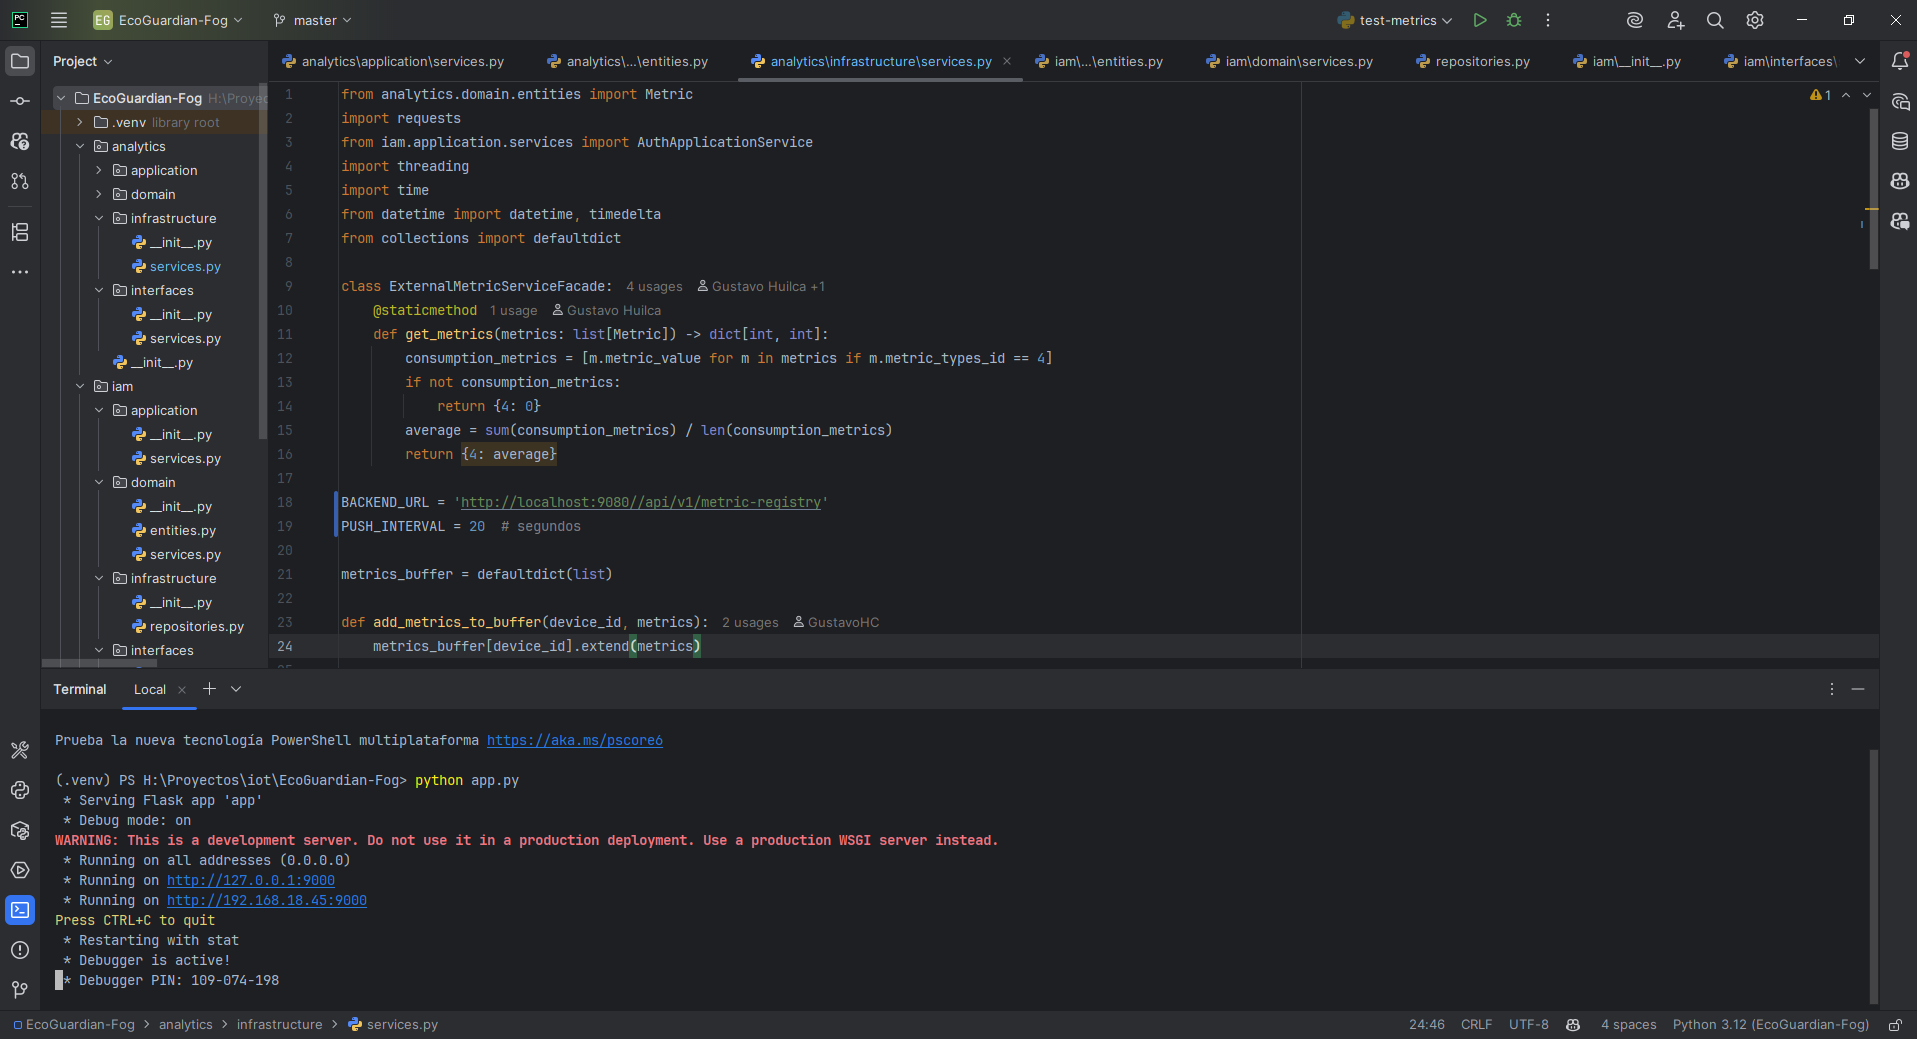 PC
EG EcoGuardian-Fog
master
test-metrics
Project
analytics\application\services.py
analytics\...\entities.py
analytics\infrastructure\services.py
iam\...\entities.py
iam\domain\services.py
repositories.py
iam\__init__.py
iam\interfaces\
EcoGuardian-Fog H:\Proyec
.venv library root
analytics
application
domain
infrastructure
__init__.py
services.py
interfaces
__init__.py
services.py
__init__.py
iam
application
__init__.py
services.py
domain
__init__.py
entities.py
services.py
infrastructure
__init__.py
repositories.py
interfaces
1 from analytics.domain.entities import Metric
2 import requests
3 from iam.application.services import AuthApplicationService
4 import threading
5 import time
6 from datetime import datetime, timedelta
7 from collections import defaultdict
8
9 class ExternalMetricServiceFacade: 4 usages Gustavo Huilca +1
10 @staticmethod 1 usage Gustavo Huilca
11 def get_metrics(metrics: list[Metric]) -> dict[int, int]:
12 consumption_metrics = [m.metric_value for m in metrics if m.metric_types_id == 4]
13 if not consumption_metrics:
14 return {4: 0}
15 average = sum(consumption_metrics) / len(consumption_metrics)
16 return {4: average}
17
18 BACKEND_URL = 'http://localhost:9080//api/v1/metric-registry'
19 PUSH_INTERVAL = 20 # segundos
20
21 metrics_buffer = defaultdict(list)
22
23 def add_metrics_to_buffer(device_id, metrics): 2 usages GustavoHC
24 metrics_buffer[device_id].extend(metrics)
25
1
Terminal
Local
Prueba la nueva tecnología PowerShell multiplataforma https://aka.ms/pscore6
(.venv) PS H:\Proyectos\iot\EcoGuardian-Fog> python app.py
* Serving Flask app 'app'
* Debug mode: on
WARNING: This is a development server. Do not use it in a production deployment. Use a production WSGI server instead.
* Running on all addresses (0.0.0.0)
* Running on http://127.0.0.1:9000
* Running on http://192.168.18.45:9000
Press CTRL+C to quit
* Restarting with stat
* Debugger is active!
* Debugger PIN: 109-074-198
EcoGuardian-Fog > analytics > infrastructure > services.py
24:46 CRLF UTF-8 4 spaces Python 3.12 (EcoGuardian-Fog)